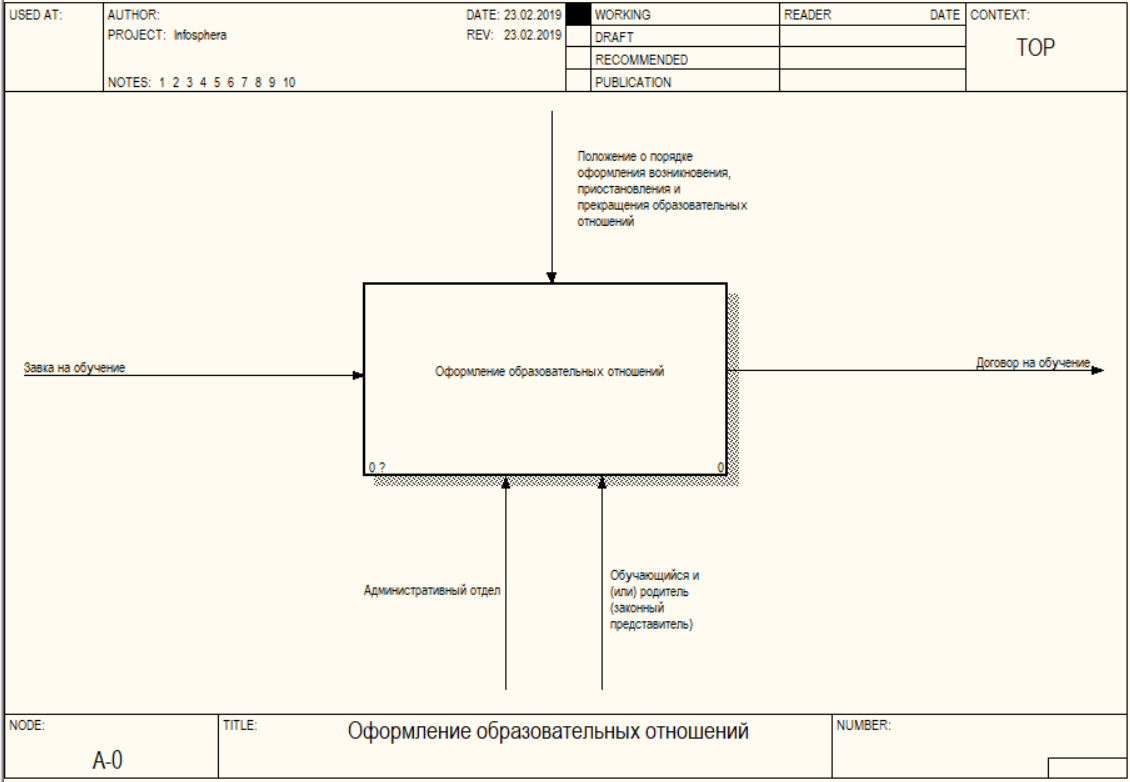 USED AT:
AUTHOR:
DATE: 23.02.2019
WORKING
READER
DATE
CONTEXT:
PROJECT: Infosphera
REV: 23.02.2019
DRAFT
TOP
RECOMMENDED
NOTES: 1 2 3 4 5 6 7 8 9 10
PUBLICATION
Положение о порядке
оформления возникновения,
приостановления и
прекращения образовательных
отношений
Завка на обучение
Оформление образовательных отношений
Договор на обучение
0 ?
0
Административный отдел
Обучающийся и
(или) родитель
(законный
представитель)
NODE:
TITLE:
Оформление образовательных отношений
NUMBER:
A-0